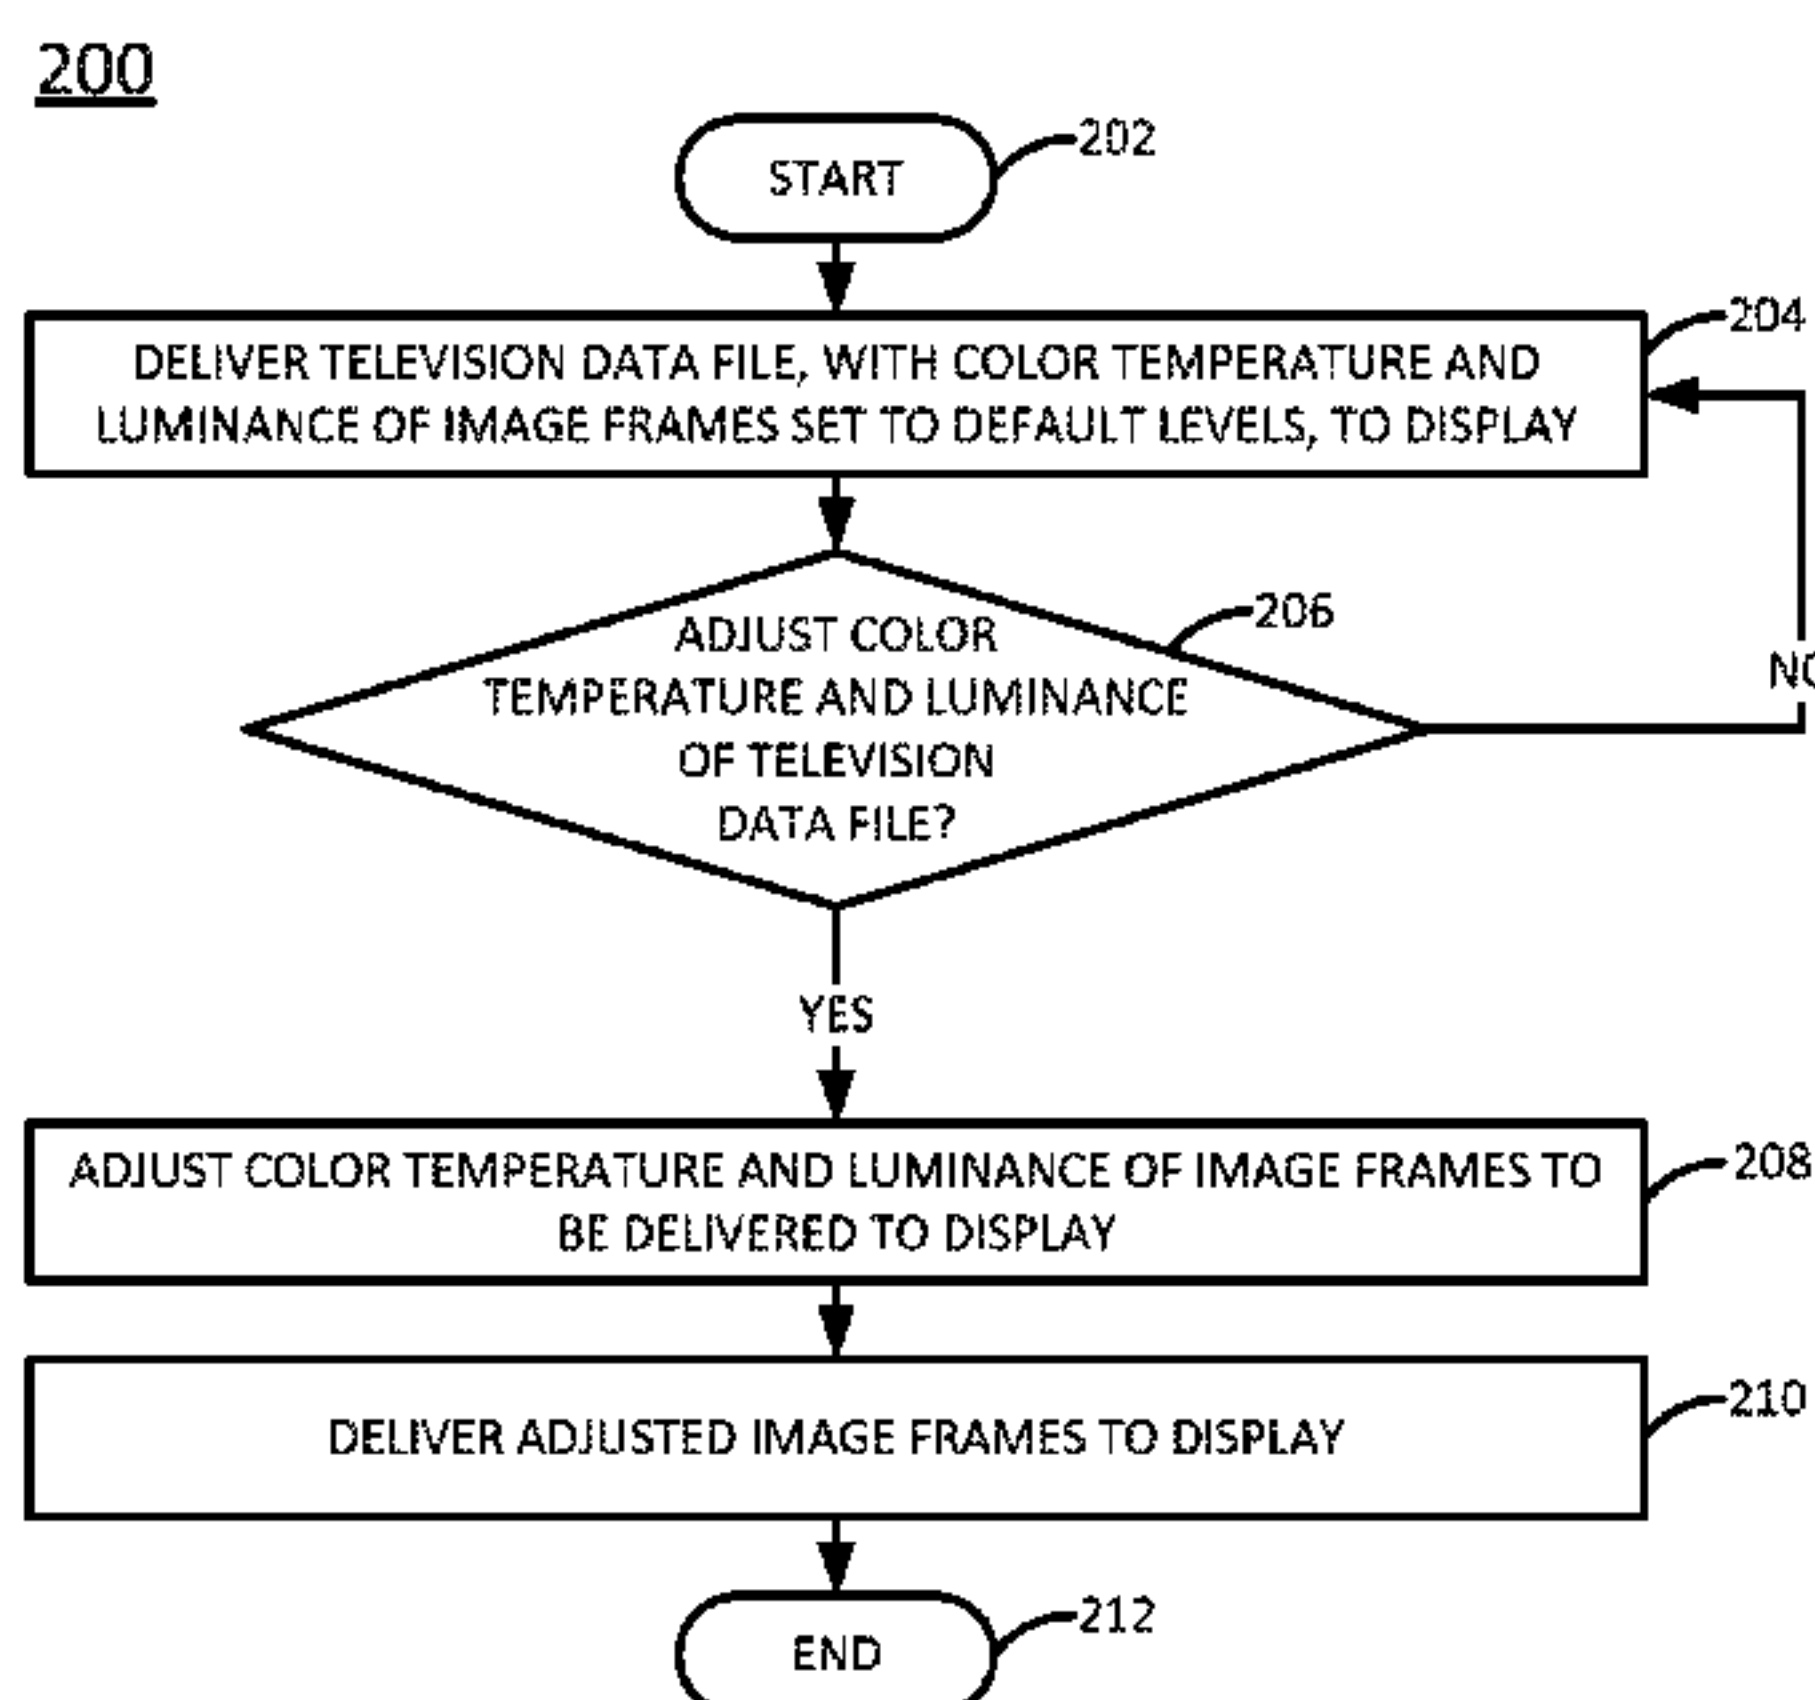 200
START
202
DELIVER TELEVISION DATA FILE, WITH COLOR TEMPERATURE AND
LUMINANCE OF IMAGE FRAMES SET TO DEFAULT LEVELS, TO DISPLAY
204
ADJUST COLOR
TEMPERATURE AND LUMINANCE
OF TELEVISION
DATA FILE?
206
NO
YES
ADJUST COLOR TEMPERATURE AND LUMINANCE OF IMAGE FRAMES TO
BE DELIVERED TO DISPLAY
208
DELIVER ADJUSTED IMAGE FRAMES TO DISPLAY
210
END
212